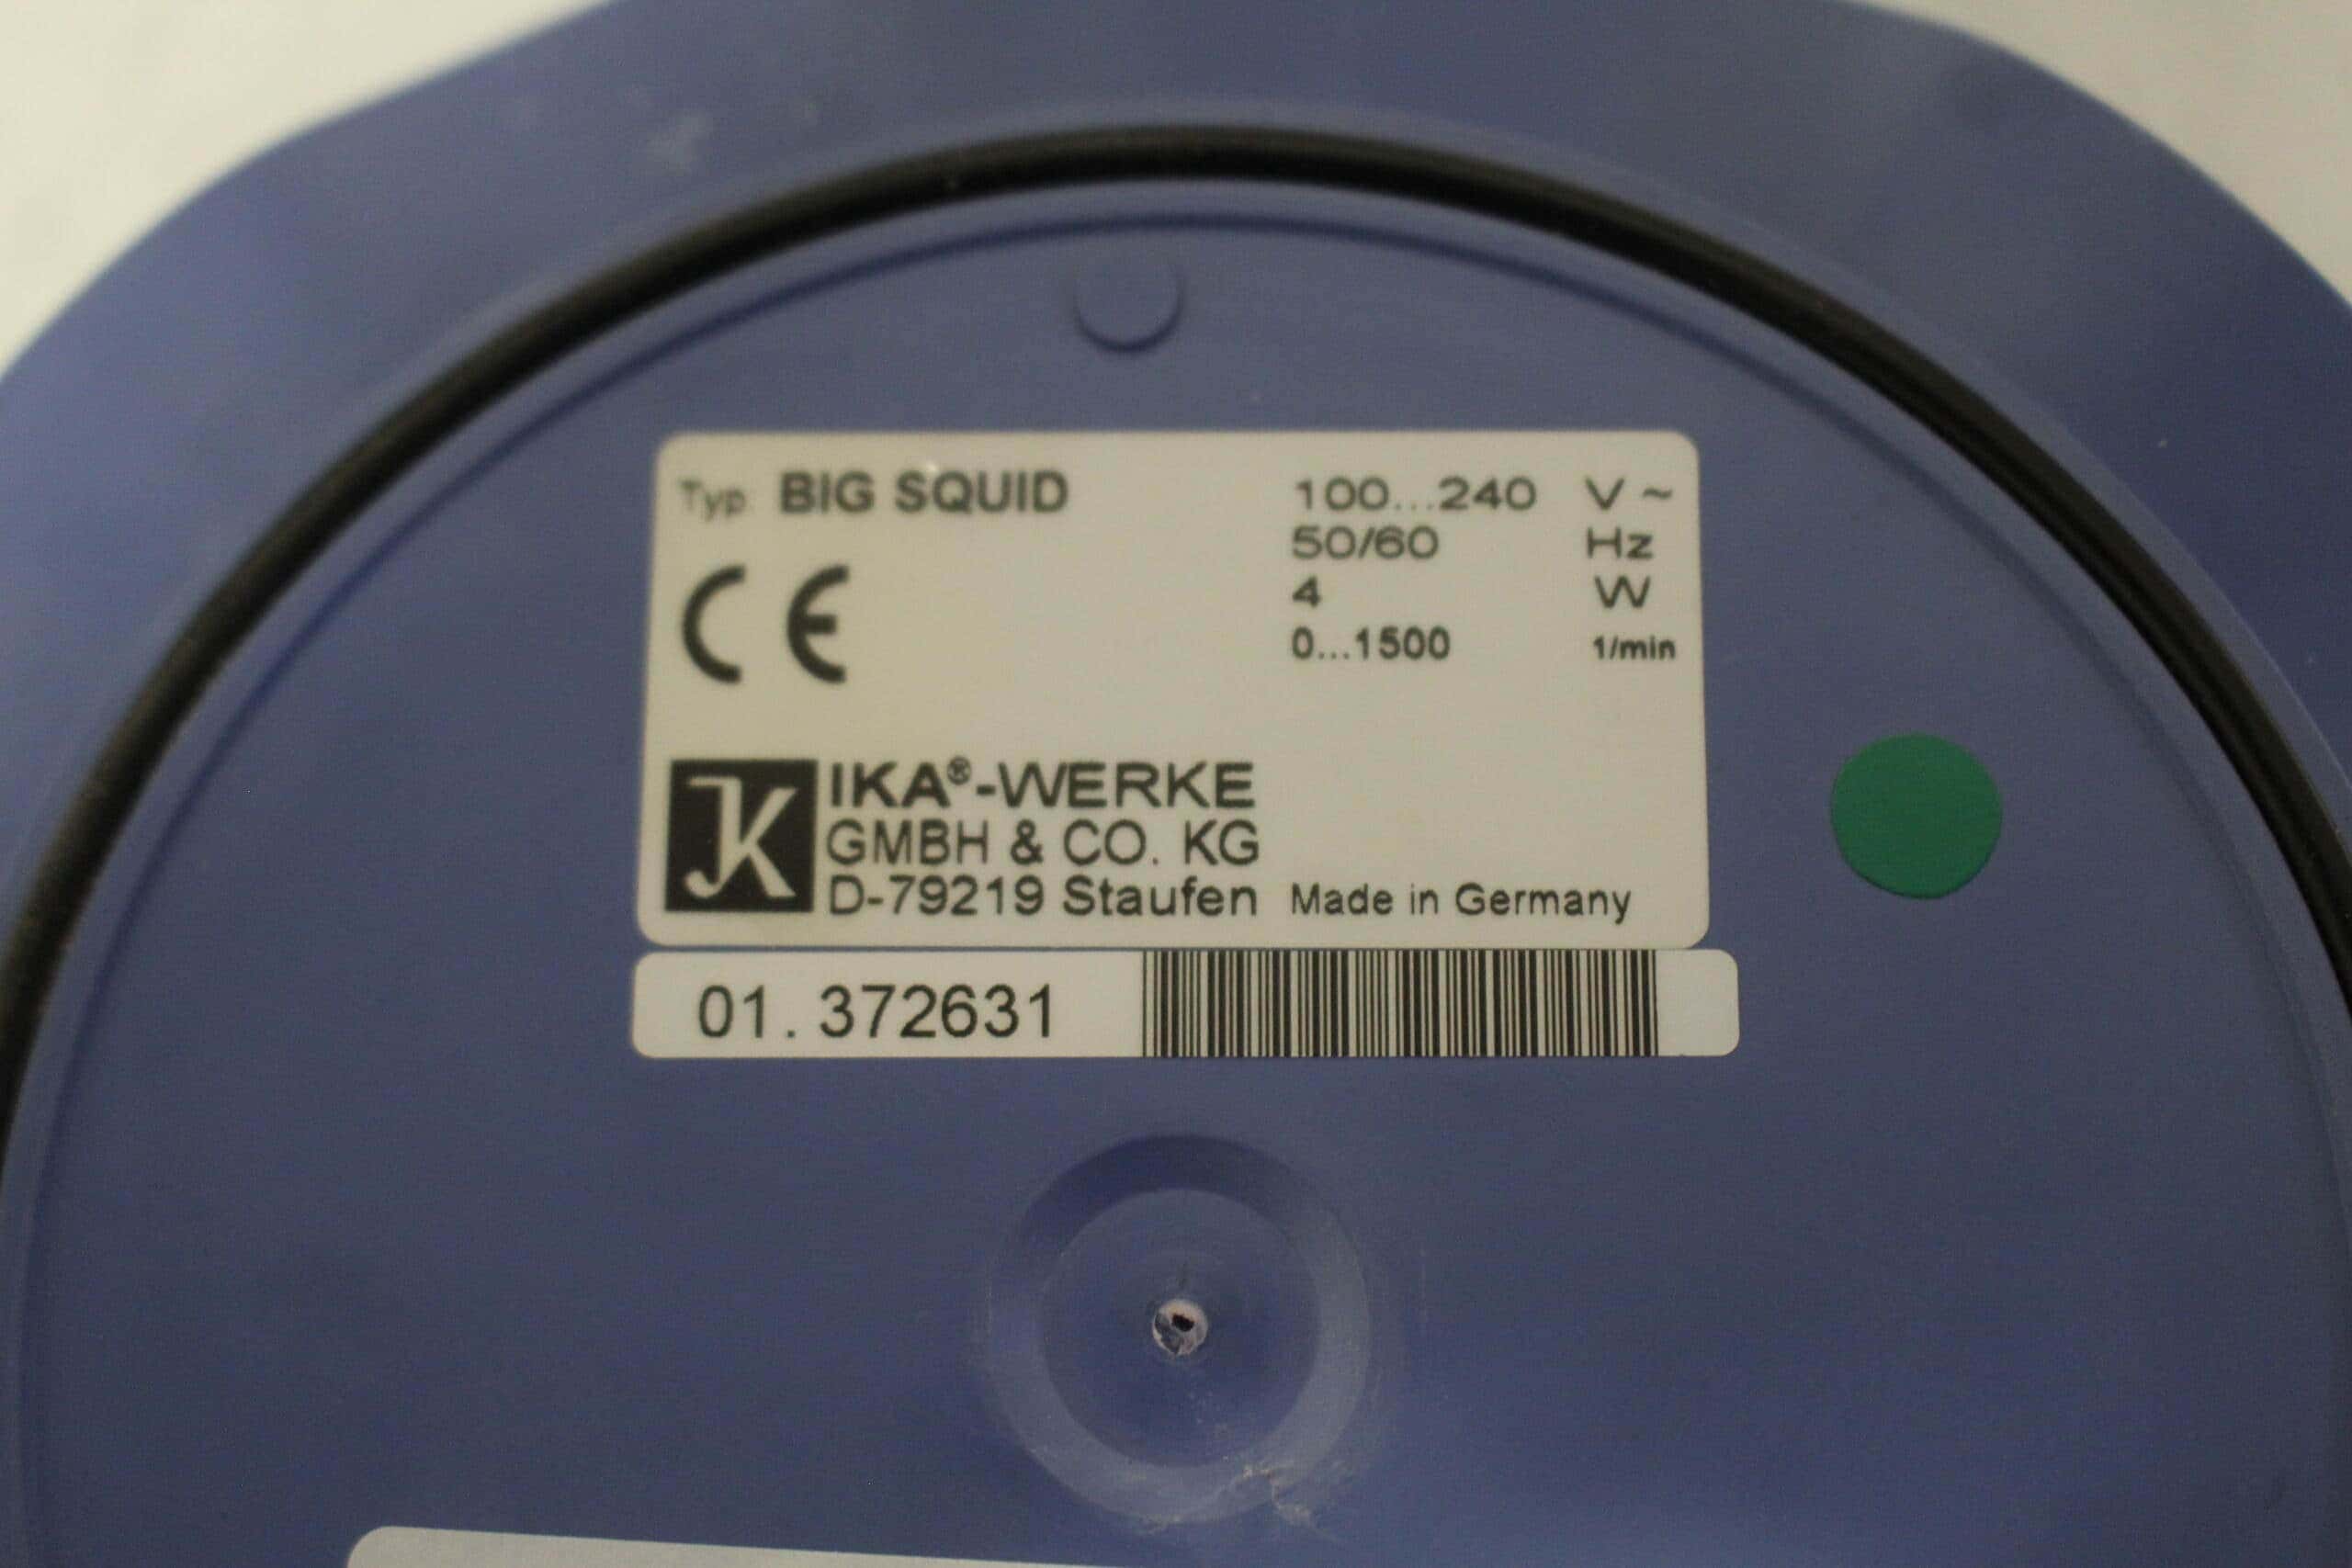 Typ BIG SQUID
100...240 V ~
50/60 Hz
4 W
0...1500 1/min
CE
IKA®-WERKE
GMBH & CO. KG
D-79219 Staufen Made in Germany
01. 372631